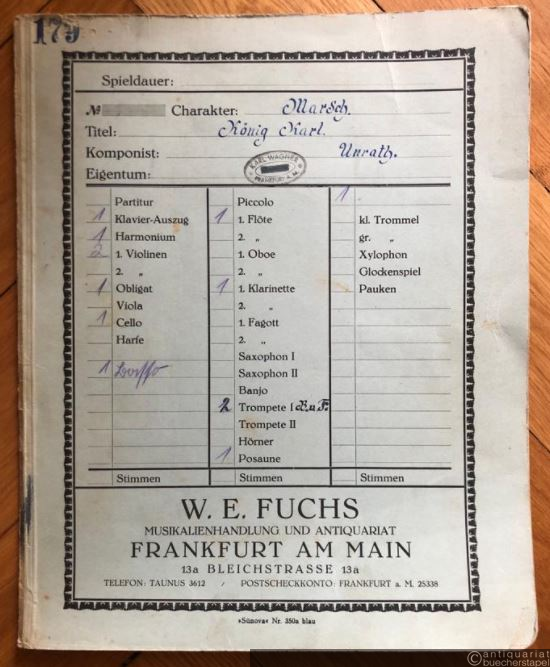 179
Spieldauer:
№ Charakter: Marsch.
Titel: König Karl.
Komponist: Unrath.
Eigentum: KARL WAGNER FRANKFURT A. M.
Partitur
1 Klavier-Auszug
1 Harmonium
2 1. Violinen
2. „
1 Obligat
Viola
1 Cello
Harfe
1
Stimmen
Piccolo
1 1. Flöte
2. „
1. Oboe
2. „
1 1. Klarinette
2. „
1. Fagott
2. „
Saxophon I
Saxophon II
Banjo
2 Trompete I
Trompete II
Hörner
1 Posaune
Stimmen
1
kl. Trommel
gr. „
Xylophon
Glockenspiel
Pauken
Stimmen
W. E. FUCHS
MUSIKALIENHANDLUNG UND ANTIQUARIAT
FRANKFURT AM MAIN
13a BLEICHSTRASSE 13a
TELEFON: TAUNUS 3612 / POSTSCHECKKONTO: FRANKFURT a. M. 25338
»Sünova« Nr. 350a blau
©antiquariat
buecherstapel